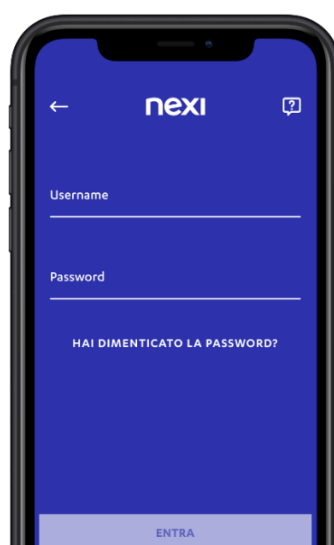 nexi
?
Username
Password
HAI DIMENTICATO LA PASSWORD?
ENTRA